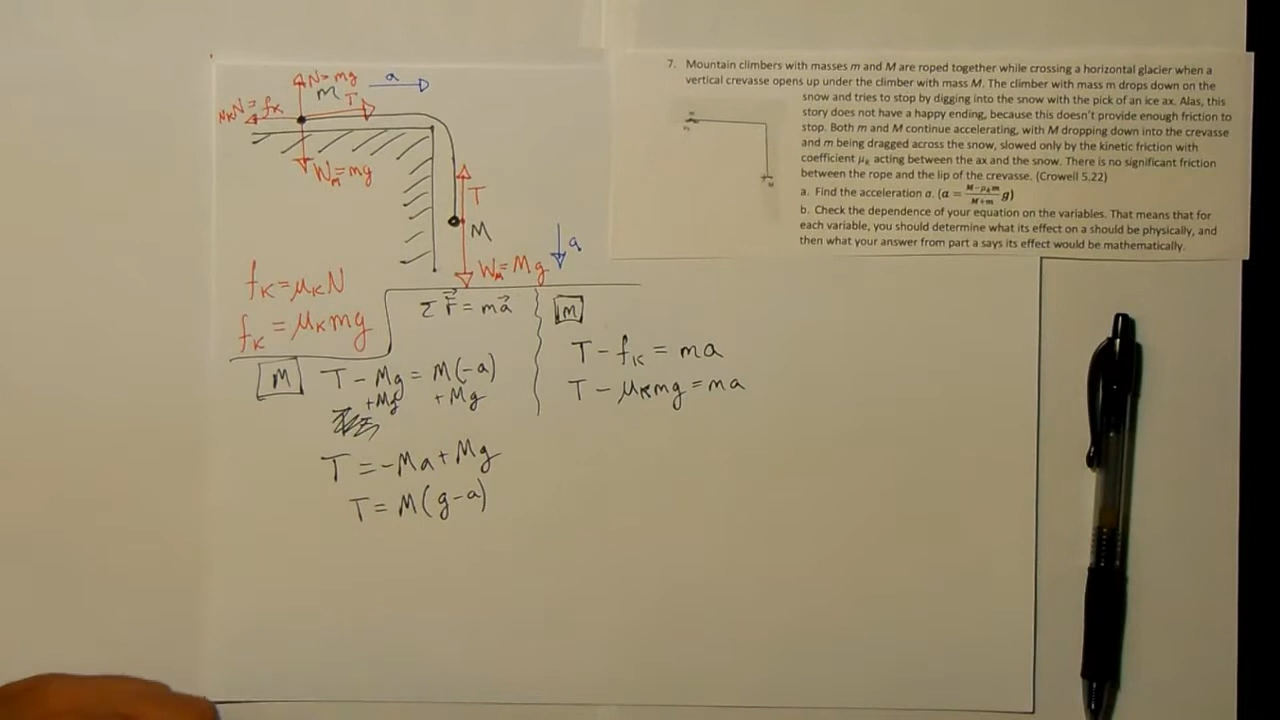 N=mg
a
m
T
μₖN=fₖ
Wₘ=mg
T
M
a
W_M=Mg
fₖ=μₖN
fₖ=μₖmg
ΣF⃗=ma⃗
M
T-Mg=M(-a)
+Mg +Mg
T=-Ma+Mg
T=M(g-a)
m
T-fₖ=ma
T-μₖmg=ma
7. Mountain climbers with masses m and M are roped together while crossing a horizontal glacier when a
vertical crevasse opens up under the climber with mass M. The climber with mass m drops down on the
snow and tries to stop by digging into the snow with the pick of an ice ax. Alas, this
story does not have a happy ending, because this doesn't provide enough friction to
stop. Both m and M continue accelerating, with M dropping down into the crevasse
and m being dragged across the snow, slowed only by the kinetic friction with
coefficient μₖ acting between the ax and the snow. There is no significant friction
between the rope and the lip of the crevasse. (Crowell 5.22)
a. Find the acceleration a. (a = M-μₖm/M+m g)
b. Check the dependence of your equation on the variables. That means that for
each variable, you should determine what its effect on a should be physically, and
then what your answer from part a says its effect would be mathematically.
M